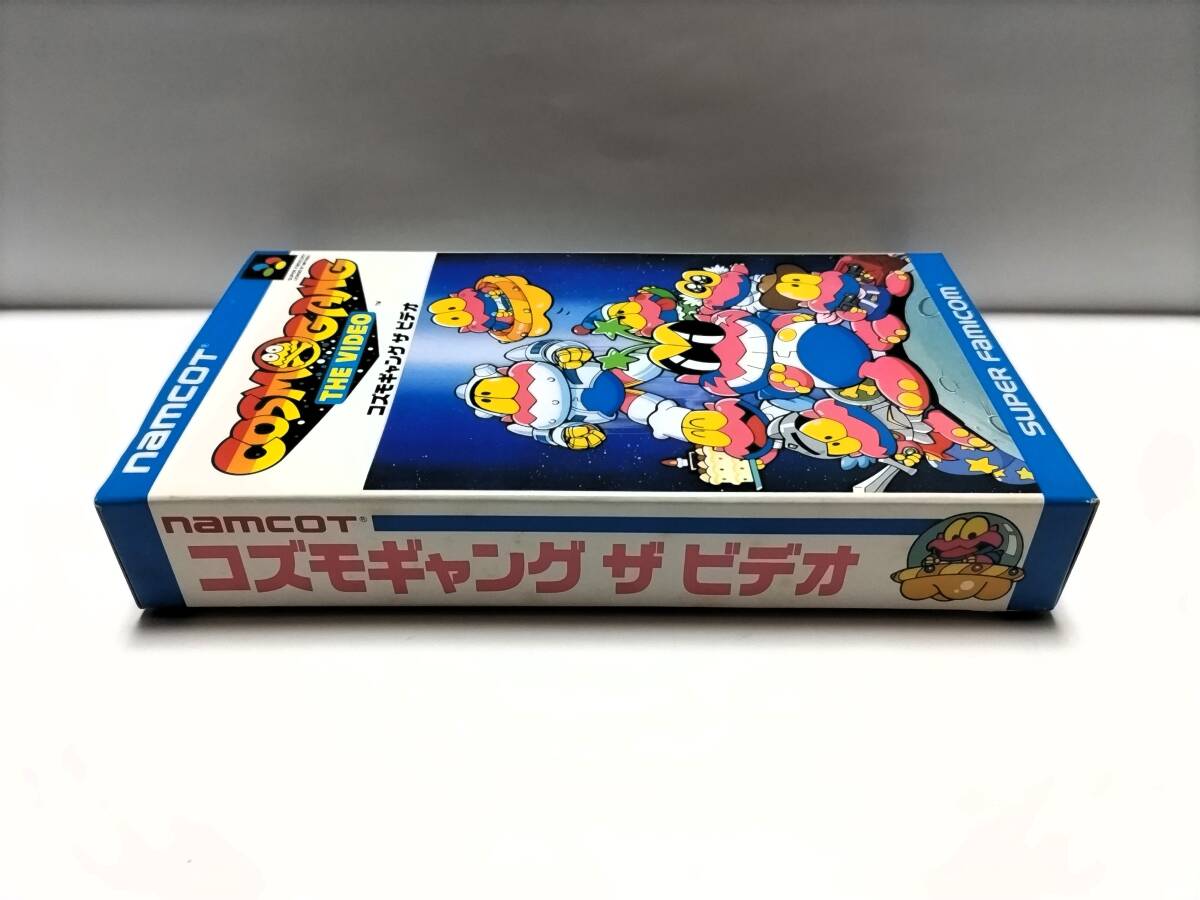 namcot®
COSMO GANG
THE VIDEO
™
コズモギャング ザ ビデオ
SUPER Famicom
namcot®
コズモギャング ザ ビデオ